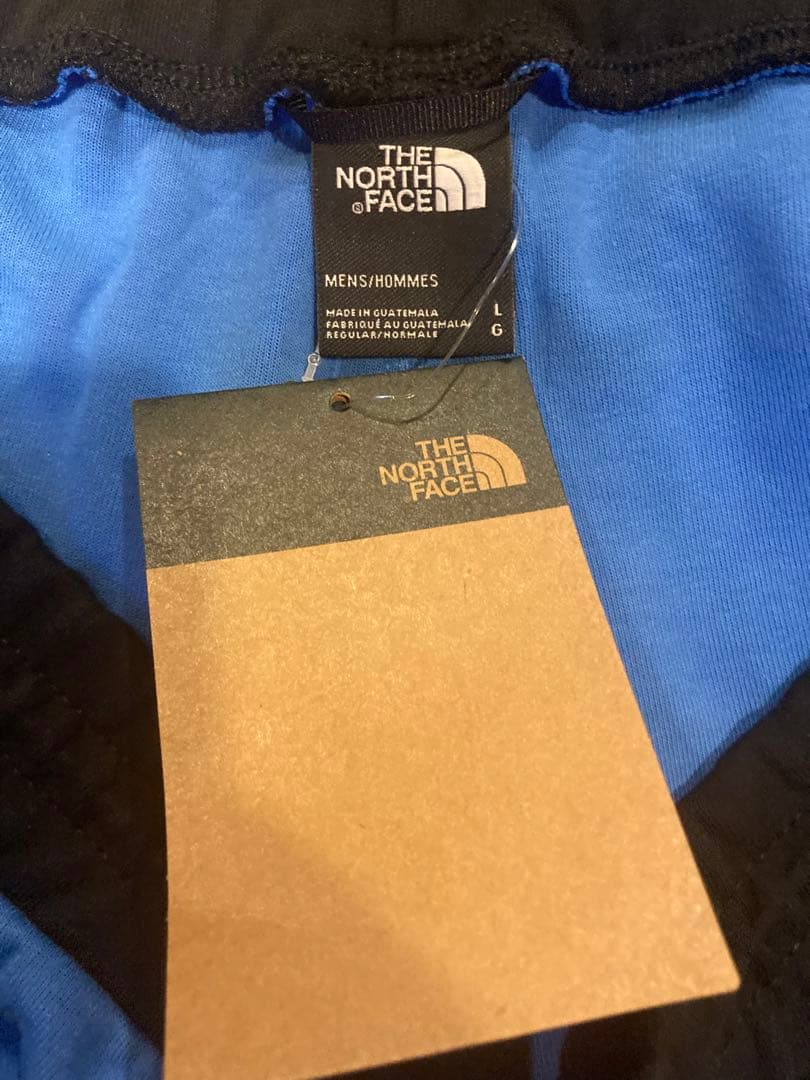 THE
NORTH
FACE
MENS/HOMMES
MADE IN GUATEMALA L
FABRIQUÉ AU GUATEMALA G
REGULAR/NORMALE
THE
NORTH
FACE